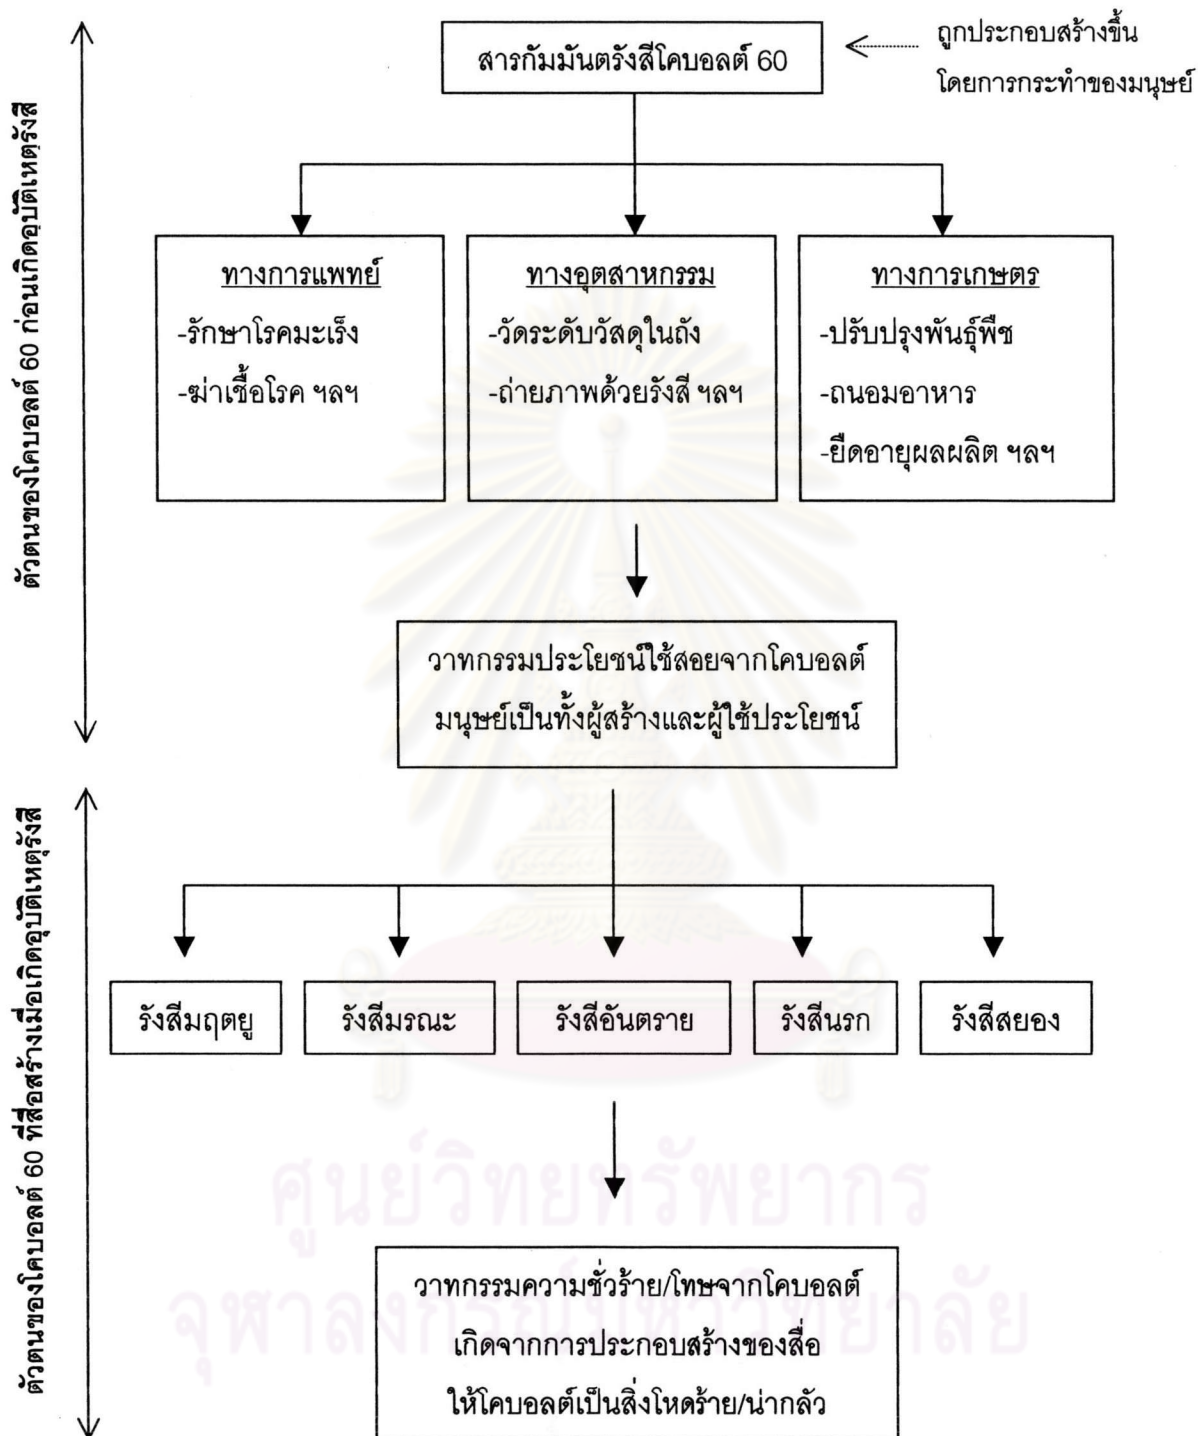 สารกัมมันตรังสีโคบอลต์ 60
ถูกประกอบสร้างขึ้น
โดยการกระทำของมนุษย์
ตัวตนของโคบอลต์ 60 ก่อนเกิดอุบัติเหตุรังสี
ทางการแพทย์
-รักษาโรคมะเร็ง
-ฆ่าเชื้อโรค ฯลฯ
ทางอุตสาหกรรม
-วัดระดับวัสดุในถัง
-ถ่ายภาพด้วยรังสี ฯลฯ
ทางการเกษตร
-ปรับปรุงพันธุ์พืช
-ถนอมอาหาร
-ยืดอายุผลผลิต ฯลฯ
วาทกรรมประโยชน์ใช้สอยจากโคบอลต์
มนุษย์เป็นทั้งผู้สร้างและผู้ใช้ประโยชน์
ตัวตนของโคบอลต์ 60 ที่สื่อสร้างเมื่อเกิดอุบัติเหตุรังสี
รังสีมฤตยู
รังสีมรณะ
รังสีอันตราย
รังสีนรก
รังสีสยอง
วาทกรรมความชั่วร้าย/โทษจากโคบอลต์
เกิดจากการประกอบสร้างของสื่อ
ให้โคบอลต์เป็นสิ่งโหดร้าย/น่ากลัว
ศูนย์วิทยทรัพยากร
จุฬาลงกรณ์มหาวิทยาลัย